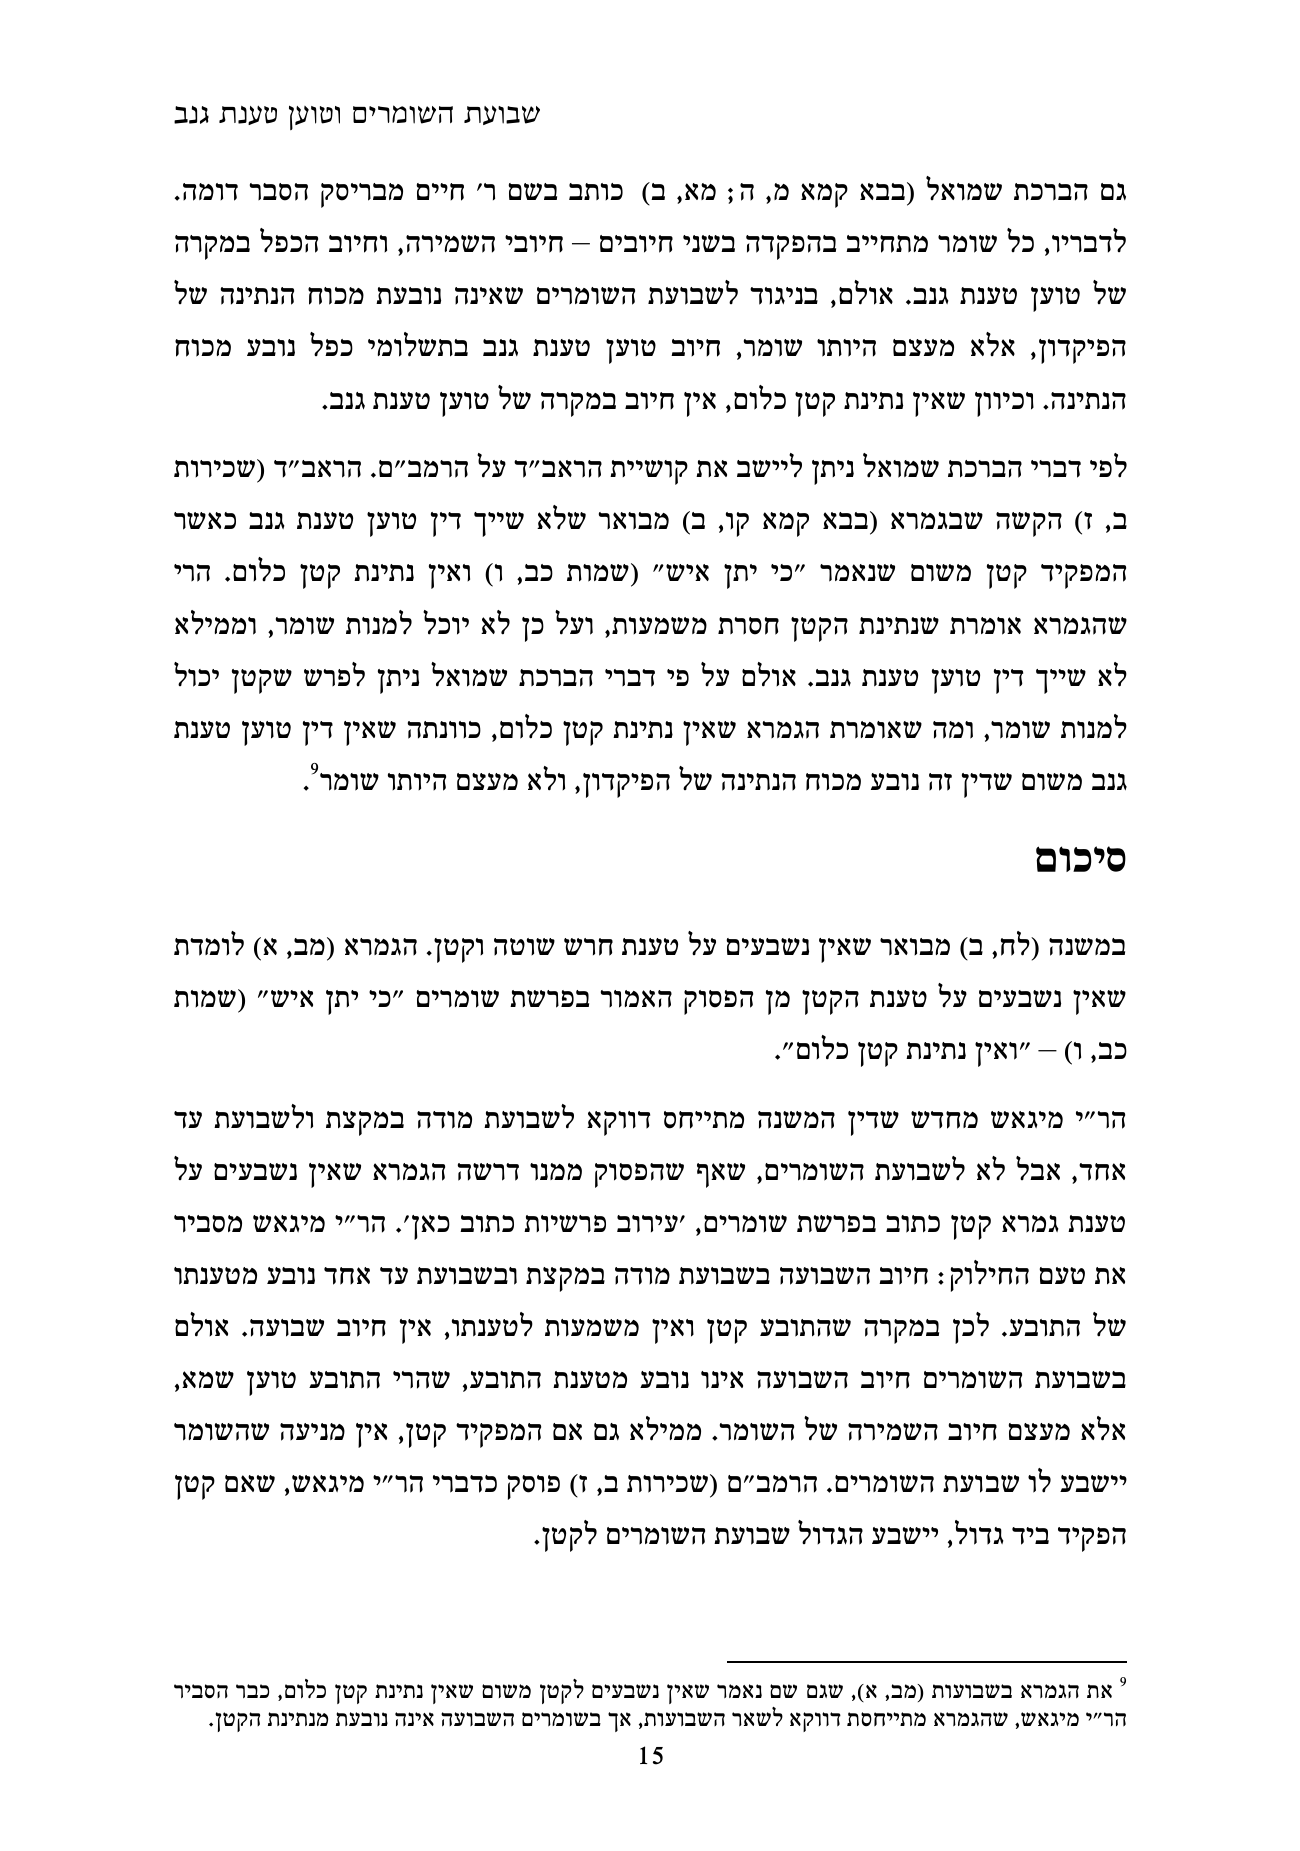 שבועת השומרים וטוען טענת גנב
גם הברכת שמואל (בבא קמא מ, ה; מא, ב) כותב בשם ר׳ חיים מבריסק הסבר דומה.
לדבריו, כל שומר מתחייב בהפקדה בשני חיובים – חיובי השמירה, וחיוב הכפל במקרה
של טוען טענת גנב. אולם, בניגוד לשבועת השומרים שאינה נובעת מכוח הנתינה של
הפיקדון, אלא מעצם היותו שומר, חיוב טוען טענת גנב בתשלומי כפל נובע מכוח
הנתינה. וכיוון שאין נתינת קטן כלום, אין חיוב במקרה של טוען טענת גנב.
לפי דברי הברכת שמואל ניתן ליישב את קושיית הראב״ד על הרמב״ם. הראב״ד (שכירות
ב, ז) הקשה שבגמרא (בבא קמא קו, ב) מבואר שלא שייך דין טוען טענת גנב כאשר
המפקיד קטן משום שנאמר ״כי יתן איש״ (שמות כב, ו) ואין נתינת קטן כלום. הרי
שהגמרא אומרת שנתינת הקטן חסרת משמעות, ועל כן לא יוכל למנות שומר, וממילא
לא שייך דין טוען טענת גנב. אולם על פי דברי הברכת שמואל ניתן לפרש שקטן יכול
למנות שומר, ומה שאומרת הגמרא שאין נתינת קטן כלום, כוונתה שאין דין טוען טענת
גנב משום שדין זה נובע מכוח הנתינה של הפיקדון, ולא מעצם היותו שומר⁹.
סיכום
במשנה (לח, ב) מבואר שאין נשבעים על טענת חרש שוטה וקטן. הגמרא (מב, א) לומדת
שאין נשבעים על טענת הקטן מן הפסוק האמור בפרשת שומרים ״כי יתן איש״ (שמות
כב, ו) – ״ואין נתינת קטן כלום״.
הר״י מיגאש מחדש שדין המשנה מתייחס דווקא לשבועת מודה במקצת ולשבועת עד
אחד, אבל לא לשבועת השומרים, שאף שהפסוק ממנו דרשה הגמרא שאין נשבעים על
טענת גמרא קטן כתוב בפרשת שומרים, ׳עירוב פרשיות כתוב כאן׳. הר״י מיגאש מסביר
את טעם החילוק: חיוב השבועה בשבועת מודה במקצת ובשבועת עד אחד נובע מטענתו
של התובע. לכן במקרה שהתובע קטן ואין משמעות לטענתו, אין חיוב שבועה. אולם
בשבועת השומרים חיוב השבועה אינו נובע מטענת התובע, שהרי התובע טוען שמא,
אלא מעצם חיוב השמירה של השומר. ממילא גם אם המפקיד קטן, אין מניעה שהשומר
יישבע לו שבועת השומרים. הרמב״ם (שכירות ב, ז) פוסק כדברי הר״י מיגאש, שאם קטן
הפקיד ביד גדול, יישבע הגדול שבועת השומרים לקטן.
⁹ את הגמרא בשבועות (מב, א), שגם שם נאמר שאין נשבעים לקטן משום שאין נתינת קטן כלום, כבר הסביר
הר״י מיגאש, שהגמרא מתייחסת דווקא לשאר השבועות, אך בשומרים השבועה אינה נובעת מנתינת הקטן.
15